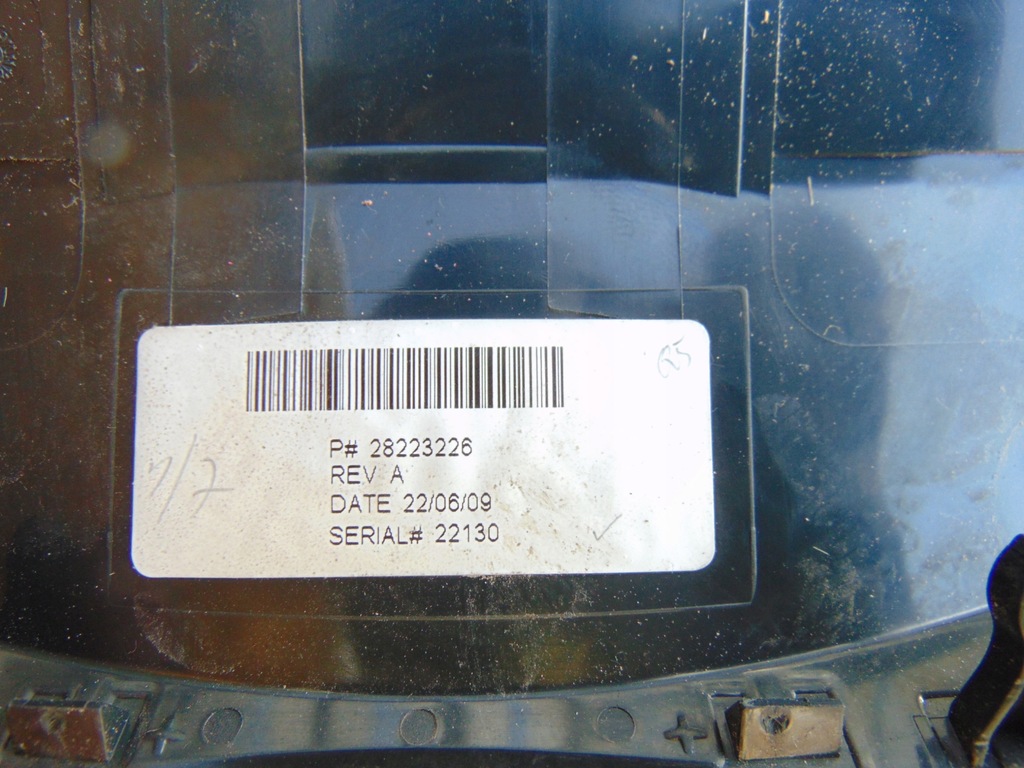 P# 28223226
REV A
DATE 22/06/09
SERIAL# 22130